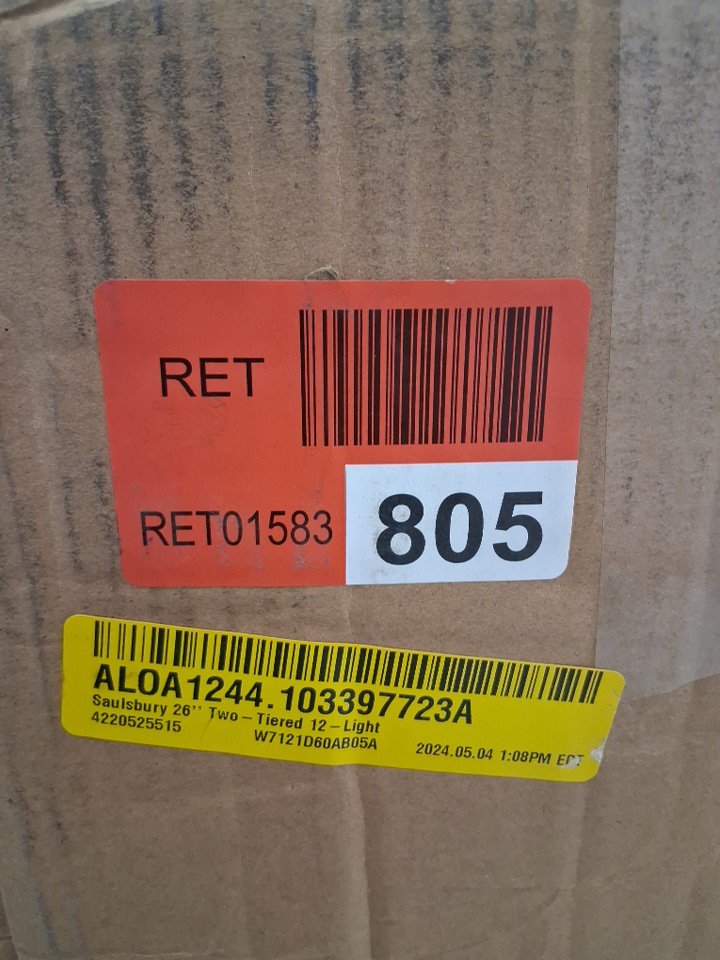 RET
RET01583
805
ALOA1244.103397723A
Saulsbury 26'' Two-Tiered 12-Light
4220525515
W7121D60AB05A
2024.05.04 1:08PM EDT